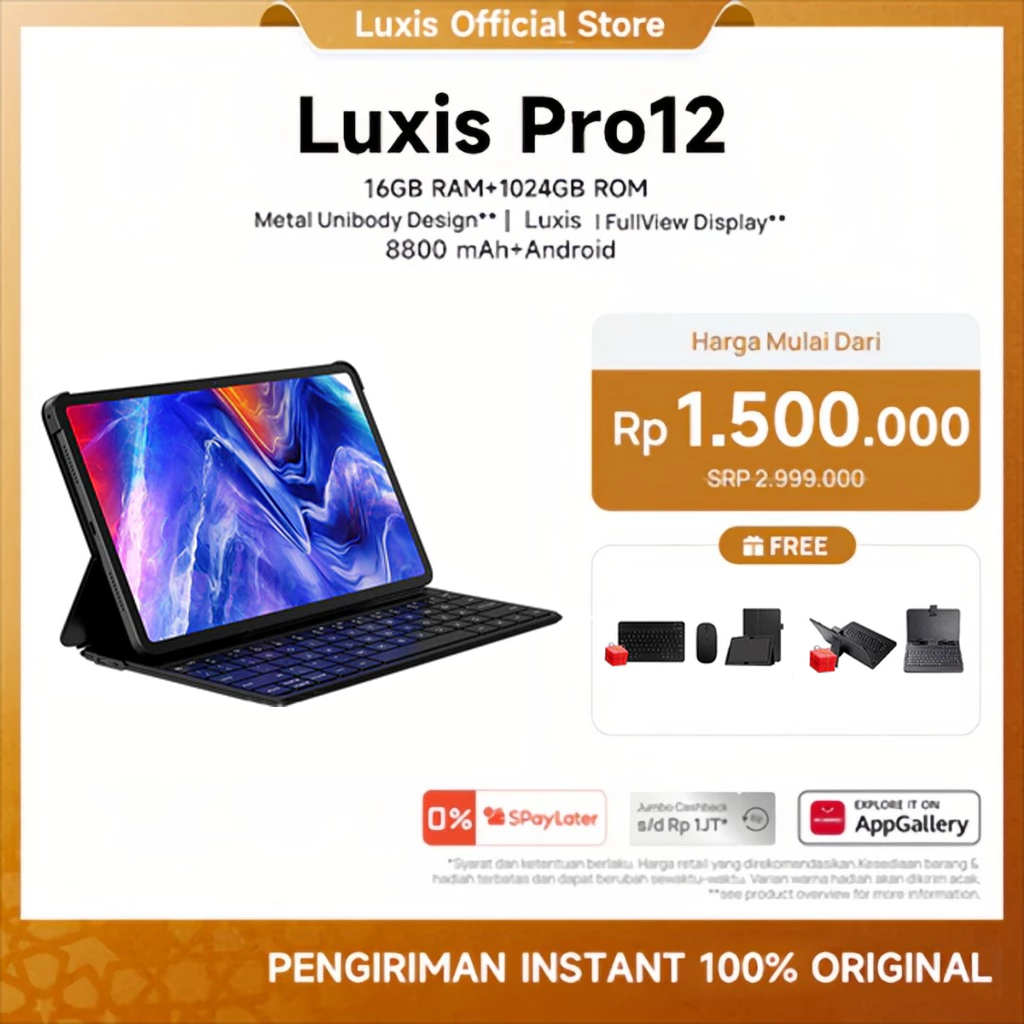 Luxis Official Store
Luxis Pro12
16GB RAM+1024GB ROM
Metal Unibody Design** | Luxis | FullView Display**
8800 mAh+Android
Harga Mulai Dari
Rp 1.500.000
SRP 2.999.000
FREE
0% SPayLater
Jumbo Cashback
s/d Rp 1JT*
EXPLORE IT ON
AppGallery
*Syarat dan ketentuan berlaku. Harga retail yang direkomendasikan.Kesediaan barang &
hadiah terbatas dan dapat berubah sewaktu-waktu. Varian warna hadiah akan dikirim acak.
**see product overview for more information.
PENGIRIMAN INSTANT 100% ORIGINAL